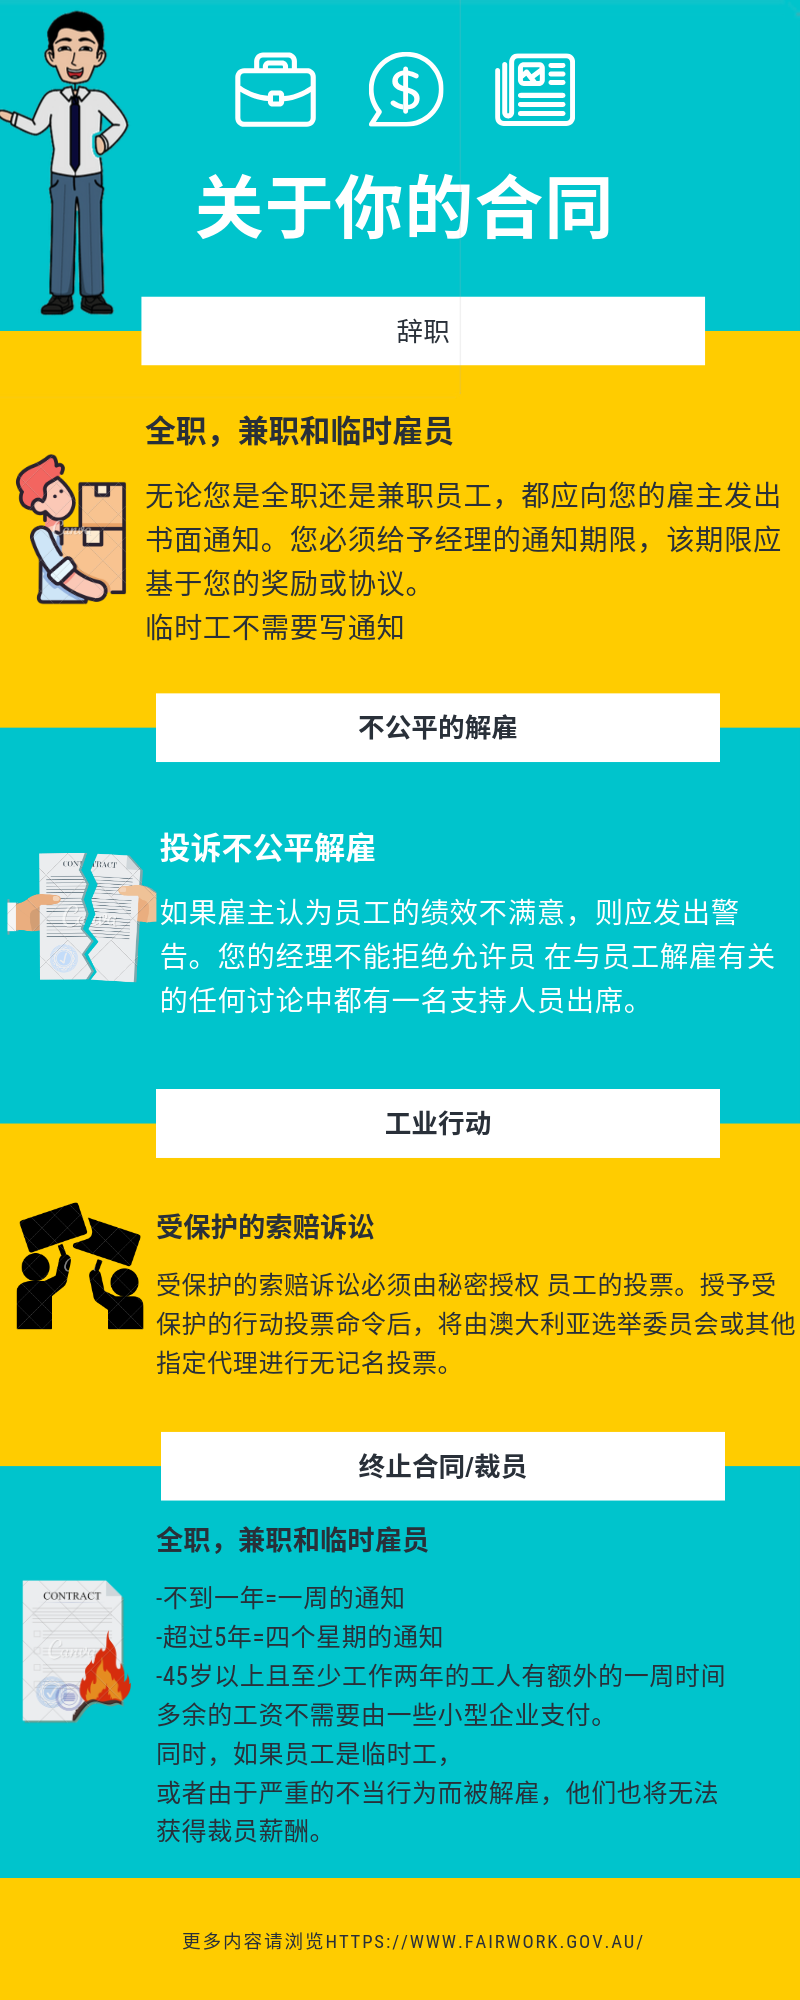 关于你的合同
辞职
全职，兼职和临时雇员
无论您是全职还是兼职员工，都应向您的雇主发出
书面通知。您必须给予经理的通知期限，该期限应
基于您的奖励或协议。
临时工不需要写通知
不公平的解雇
CONTRACT
投诉不公平解雇
如果雇主认为员工的绩效不满意，则应发出警
告。您的经理不能拒绝允许员 在与员工解雇有关
的任何讨论中都有一名支持人员出席。
工业行动
受保护的索赔诉讼
受保护的索赔诉讼必须由秘密授权 员工的投票。授予受
保护的行动投票命令后，将由澳大利亚选举委员会或其他
指定代理进行无记名投票。
终止合同/裁员
全职，兼职和临时雇员
CONTRACT
-不到一年=一周的通知
-超过5年=四个星期的通知
-45岁以上且至少工作两年的工人有额外的一周时间
多余的工资不需要由一些小型企业支付。
同时，如果员工是临时工，
或者由于严重的不当行为而被解雇，他们也将无法
获得裁员薪酬。
更多内容请浏览HTTPS://WWW.FAIRWORK.GOV.AU/